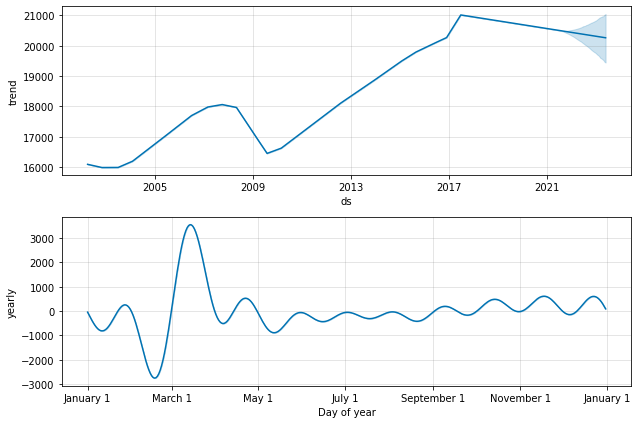 21000
20000
19000
18000
17000
16000
trend
2005 2009 2013 2017 2021
ds
3000
2000
1000
0
−1000
−2000
−3000
yearly
January 1 March 1 May 1 July 1 September 1 November 1 January 1
Day of year